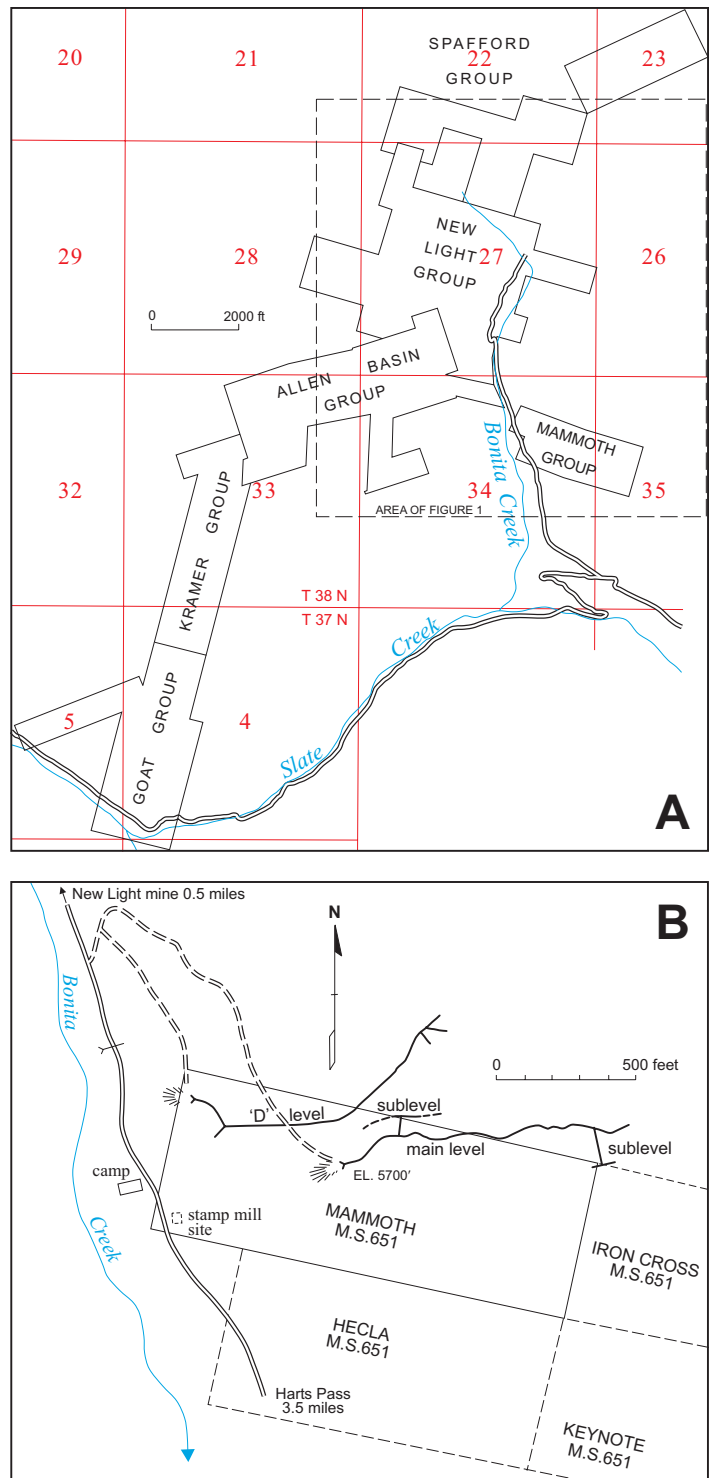 20
21
22
23
SPAFFORD
GROUP
29
28
NEW
LIGHT
GROUP
27
26
0 2000 ft
ALLEN BASIN
GROUP
MAMMOTH
GROUP
32
33
34
35
KRAMER GROUP
Bonita Creek
AREA OF FIGURE 1
T 38 N
T 37 N
Creek
Slate
5
4
GOAT GROUP
A
New Light mine 0.5 miles
B
N
Bonita
0 500 feet
'D' level
sublevel
main level
sublevel
EL. 5700'
camp
stamp mill
site
MAMMOTH
M.S.651
IRON CROSS
M.S.651
Creek
HECLA
M.S.651
Harts Pass
3.5 miles
KEYNOTE
M.S.651